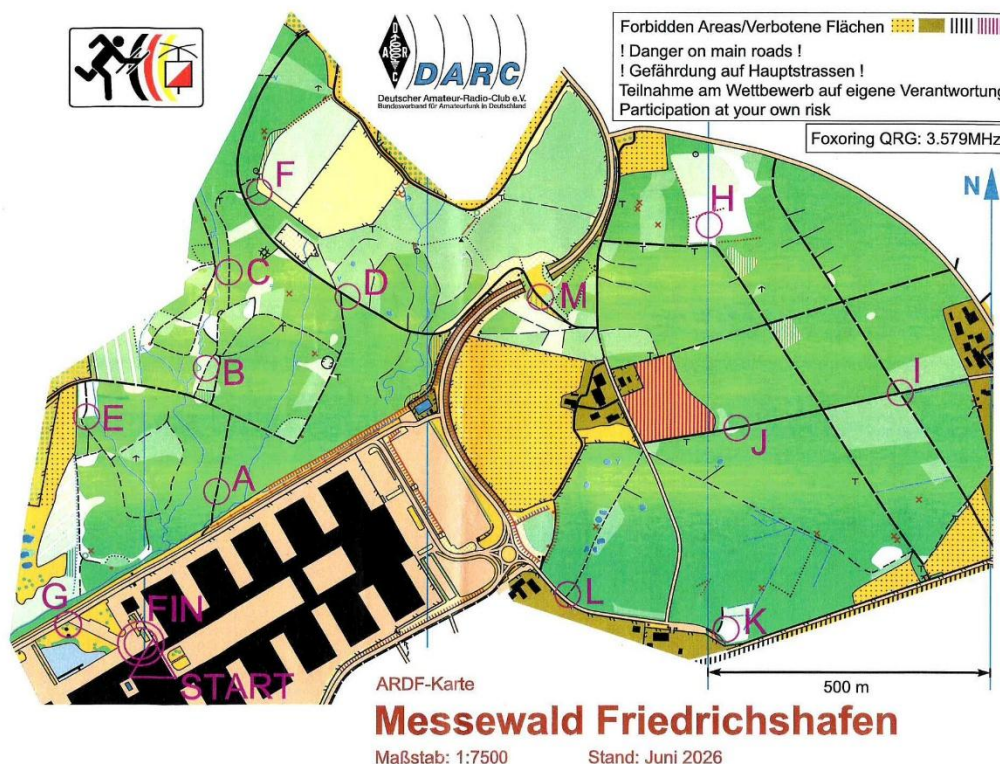 DARC
DARC
Deutscher Amateur-Radio-Club e.V.
Bundesverband für Amateurfunk in Deutschland
Forbidden Areas/Verbotene Flächen
! Danger on main roads !
! Gefährdung auf Hauptstrassen !
Teilnahme am Wettbewerb auf eigene Verantwortung
Participation at your own risk
Foxoring QRG: 3.579MHz
N
F
H
C
D
M
B
I
E
J
A
G
FIN
L
K
START
500 m
ARDF-Karte
Messewald Friedrichshafen
Maßstab: 1:7500 Stand: Juni 2026